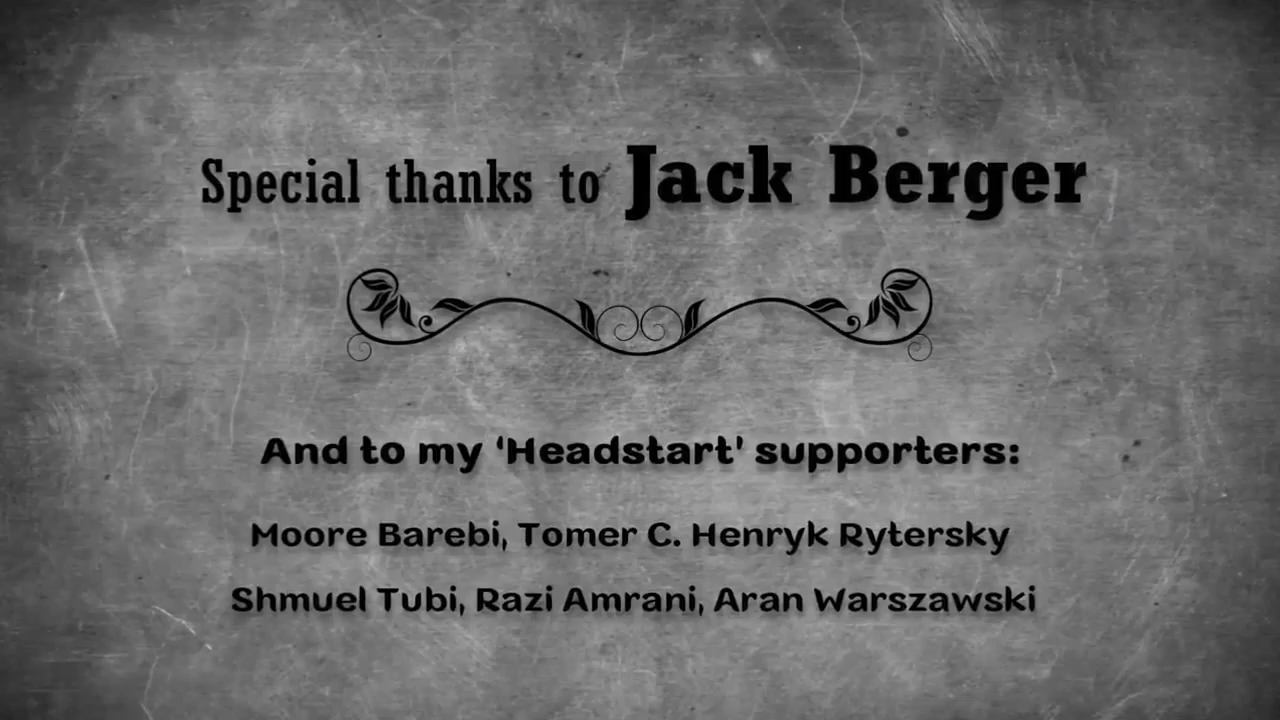 Special thanks to Jack Berger
And to my ‘Headstart’ supporters:
Moore Barebi, Tomer C. Henryk Rytersky
Shmuel Tubi, Razi Amrani, Aran Warszawski